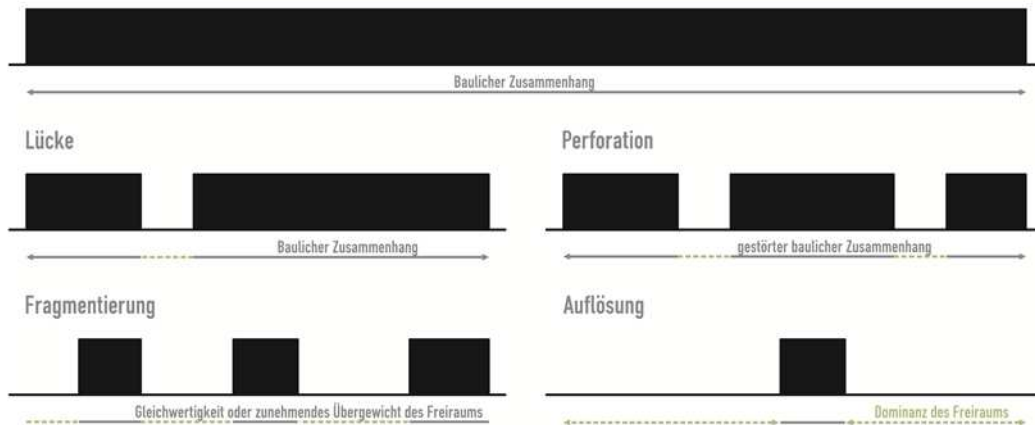 Baulicher Zusammenhang
Lücke
Baulicher Zusammenhang
Perforation
gestörter baulicher Zusammenhang
Fragmentierung
Gleichwertigkeit oder zunehmendes Übergewicht des Freiraums
Auflösung
Dominanz des Freiraums